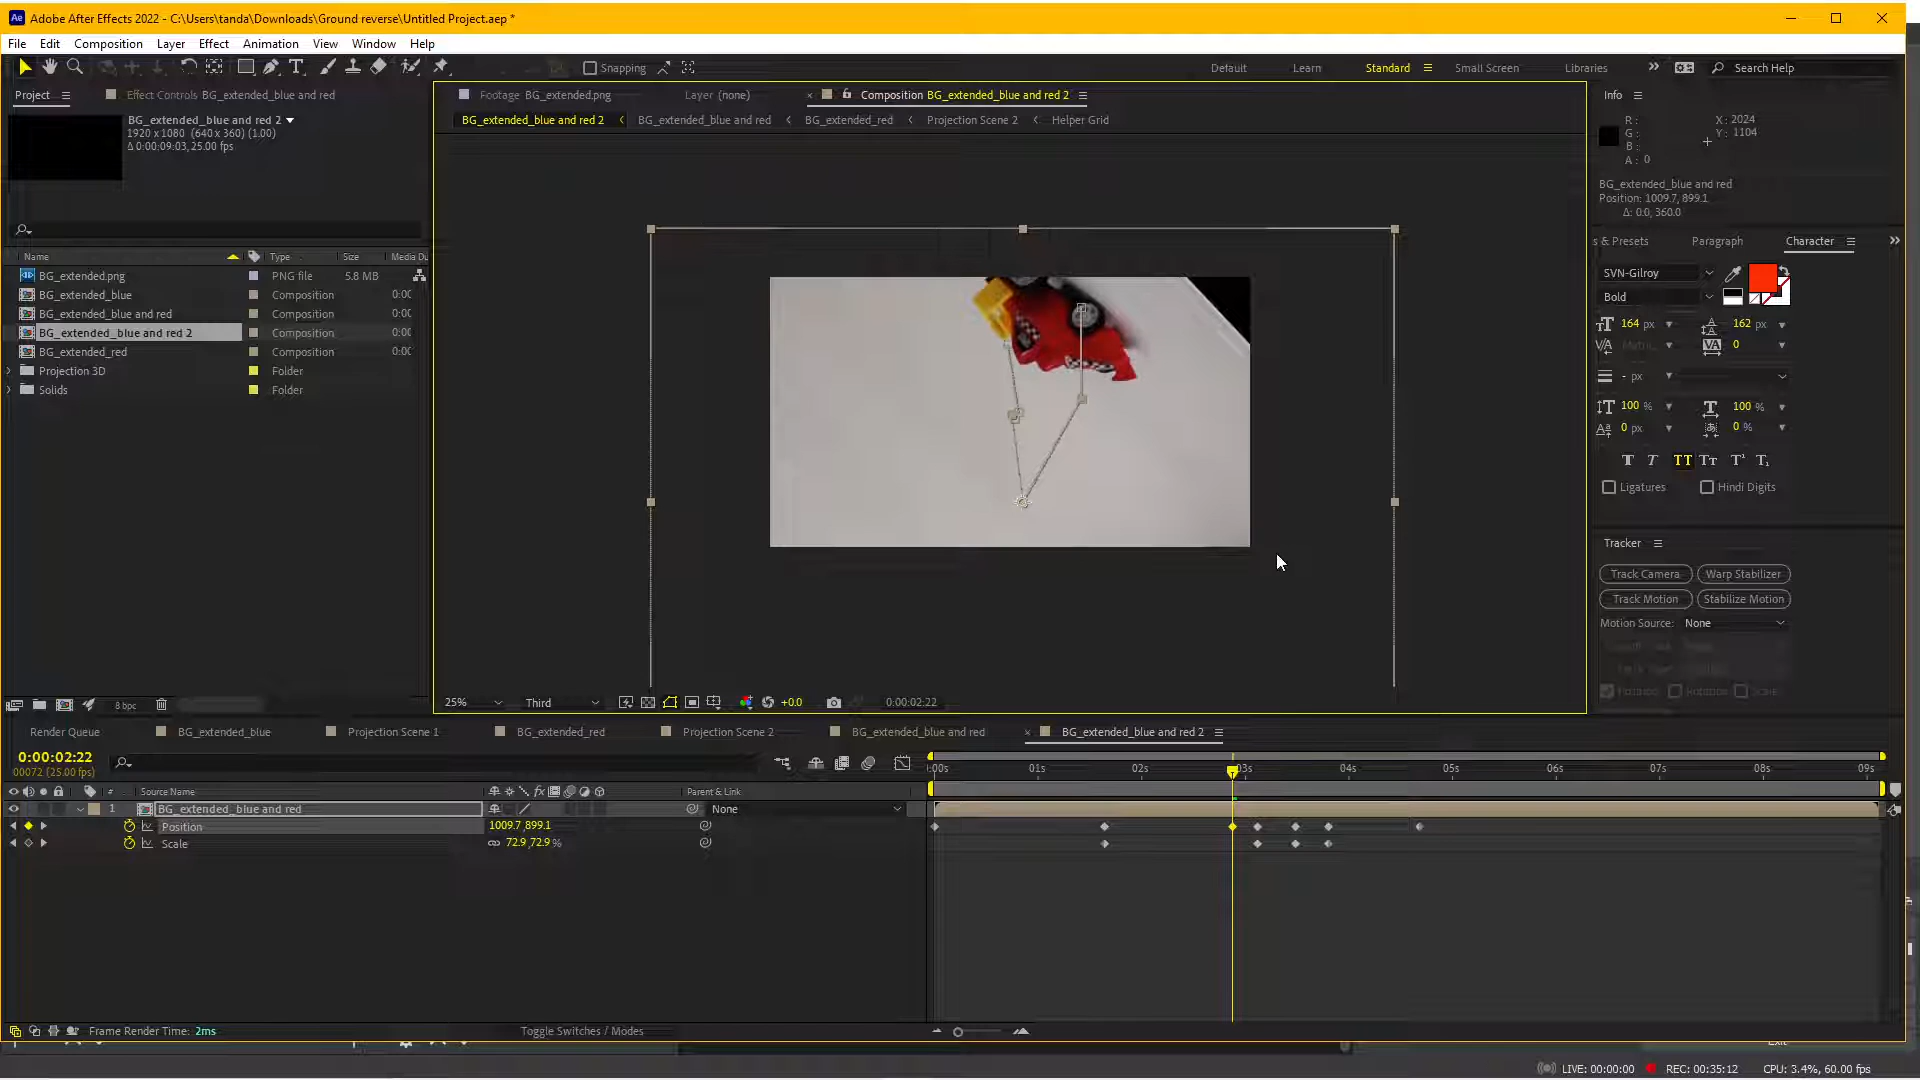 Adobe After Effects 2022 - C:\Users\tanda\Downloads\Ground reverse\Untitled Project.aep *
File Edit Composition Layer Effect Animation View Window Help
Snapping
Default Learn Standard Small Screen Libraries Search Help
Project Effect Controls BG_extended_blue and red
Footage BG_extended.png Layer (none) Composition BG_extended_blue and red 2
Info
BG_extended_blue and red 2
1920 x 1080 (640 x 360) (1.00)
Δ 0:00:09:03, 25.00 fps
BG_extended_blue and red 2 BG_extended_blue and red BG_extended_red Projection Scene 2 Helper Grid
R :
G :
B :
A : 0
X : 2024
Y : 1104
BG_extended_blue and red
Position: 1009.7, 899.1
Δ: 0.0, 360.0
s & Presets Paragraph Character
Name Type Size Media Du
BG_extended.png PNG file 5.8 MB
BG_extended_blue Composition 0:00
BG_extended_blue and red Composition 0:00
BG_extended_blue and red 2 Composition 0:00
BG_extended_red Composition 0:00
Projection 3D Folder
Solids Folder
SVN-Gilroy
Bold
164 px 162 px
0
- px
100 % 100 %
0 px 0 %
Ligatures Hindi Digits
Tracker
Track Camera Warp Stabilizer
Track Motion Stabilize Motion
Motion Source: None
8 bpc
25% Third +0.0 0:00:02:22
Render Queue BG_extended_blue Projection Scene 1 BG_extended_red Projection Scene 2 BG_extended_blue and red BG_extended_blue and red 2
0:00:02:22
00072 (25.00 fps)
:00s 01s 02s 03s 04s 05s 06s 07s 08s 09s
# Source Name Parent & Link
1 BG_extended_blue and red None
Position 1009.7,899.1
Scale 72.9,72.9 %
Frame Render Time: 2ms
Toggle Switches / Modes
LIVE: 00:00:00 REC: 00:35:12 CPU: 3.4%, 60.00 fps